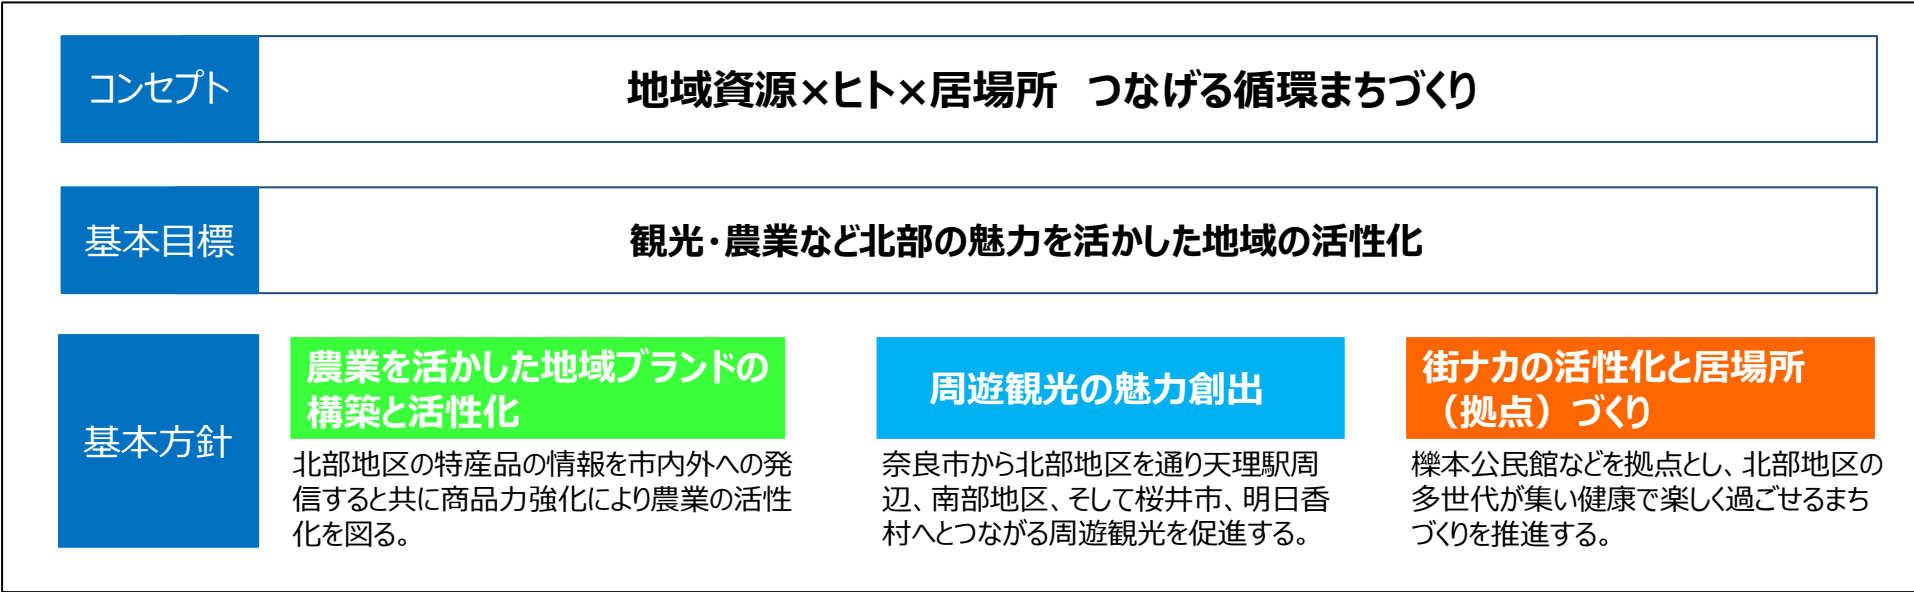 コンセプト
地域資源×ヒト×居場所　つなげる循環まちづくり
基本目標
観光・農業など北部の魅力を活かした地域の活性化
基本方針
農業を活かした地域ブランドの
構築と活性化
北部地区の特産品の情報を市内外への発
信すると共に商品力強化により農業の活性
化を図る。
周遊観光の魅力創出
奈良市から北部地区を通り天理駅周
辺、南部地区、そして桜井市、明日香
村へとつながる周遊観光を促進する。
街ナカの活性化と居場所
（拠点）づくり
櫟本公民館などを拠点とし、北部地区の
多世代が集い健康で楽しく過ごせるまち
づくりを推進する。